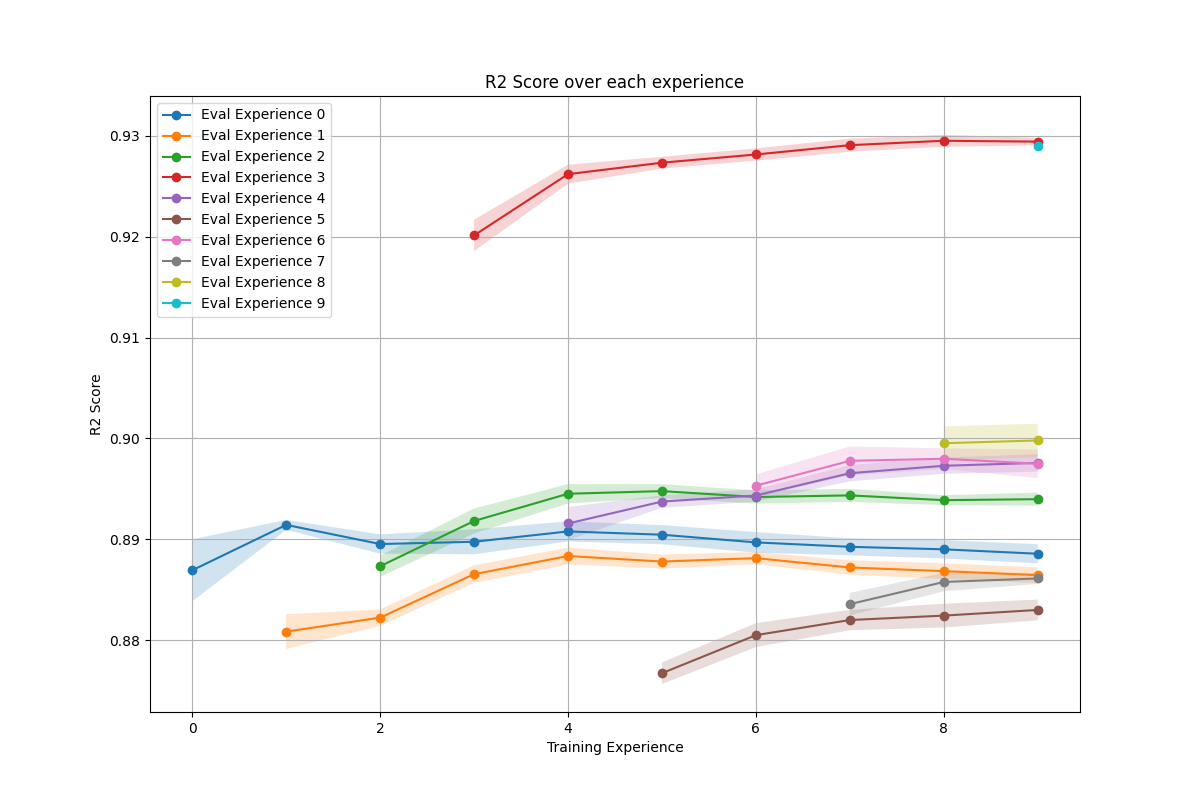 R2 Score over each experience
Eval Experience 0
Eval Experience 1
Eval Experience 2
Eval Experience 3
Eval Experience 4
Eval Experience 5
Eval Experience 6
Eval Experience 7
Eval Experience 8
Eval Experience 9
0.93
0.92
0.91
0.90
0.89
0.88
R2 Score
0 2 4 6 8
Training Experience